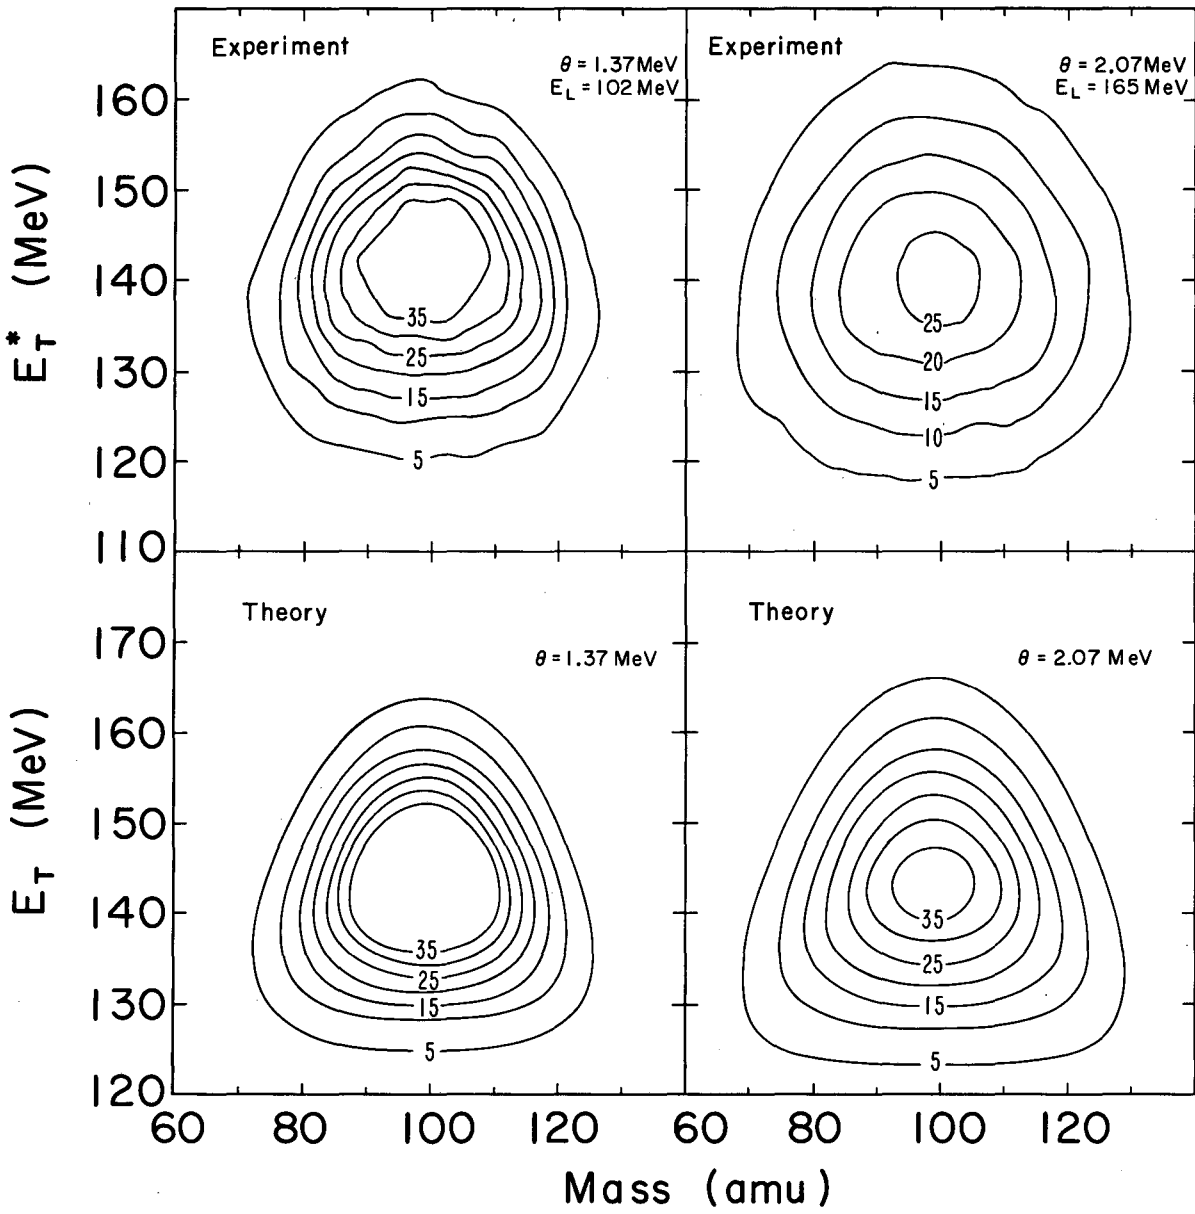 Experiment
θ = 1.37 MeV
E_L = 102 MeV
Experiment
θ = 2.07 MeV
E_L = 165 MeV
E_T* (MeV)
160
150
140
130
120
110
35
25
15
5
25
20
15
10
5
Theory
θ = 1.37 MeV
Theory
θ = 2.07 MeV
E_T (MeV)
170
160
150
140
130
120
35
25
15
5
35
25
15
5
60 80 100 120 60 80 100 120
Mass (amu)